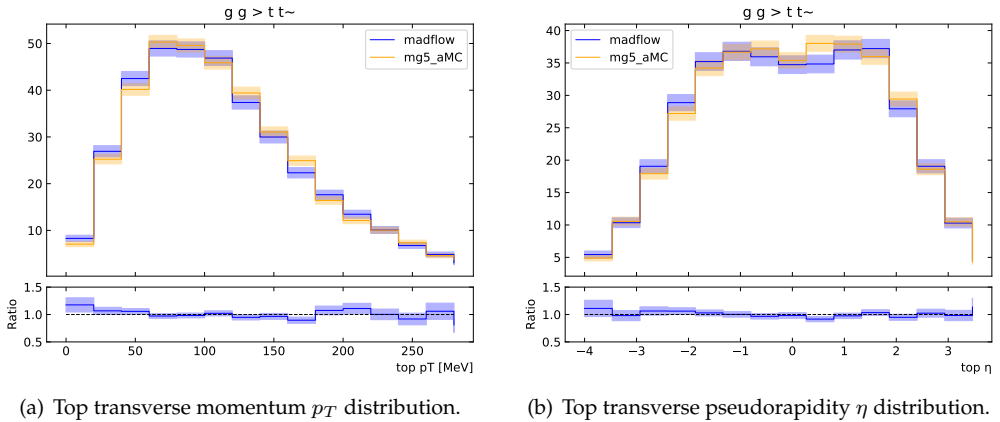 g g > t t~
madflow
mg5_aMC
50
40
30
20
10
1.5
1.0
0.5
Ratio
0 50 100 150 200 250
top pT [MeV]
(a) Top transverse momentum pT distribution.
g g > t t~
madflow
mg5_aMC
40
35
30
25
20
15
10
5
1.5
1.0
0.5
Ratio
−4 −3 −2 −1 0 1 2 3
top η
(b) Top transverse pseudorapidity η distribution.